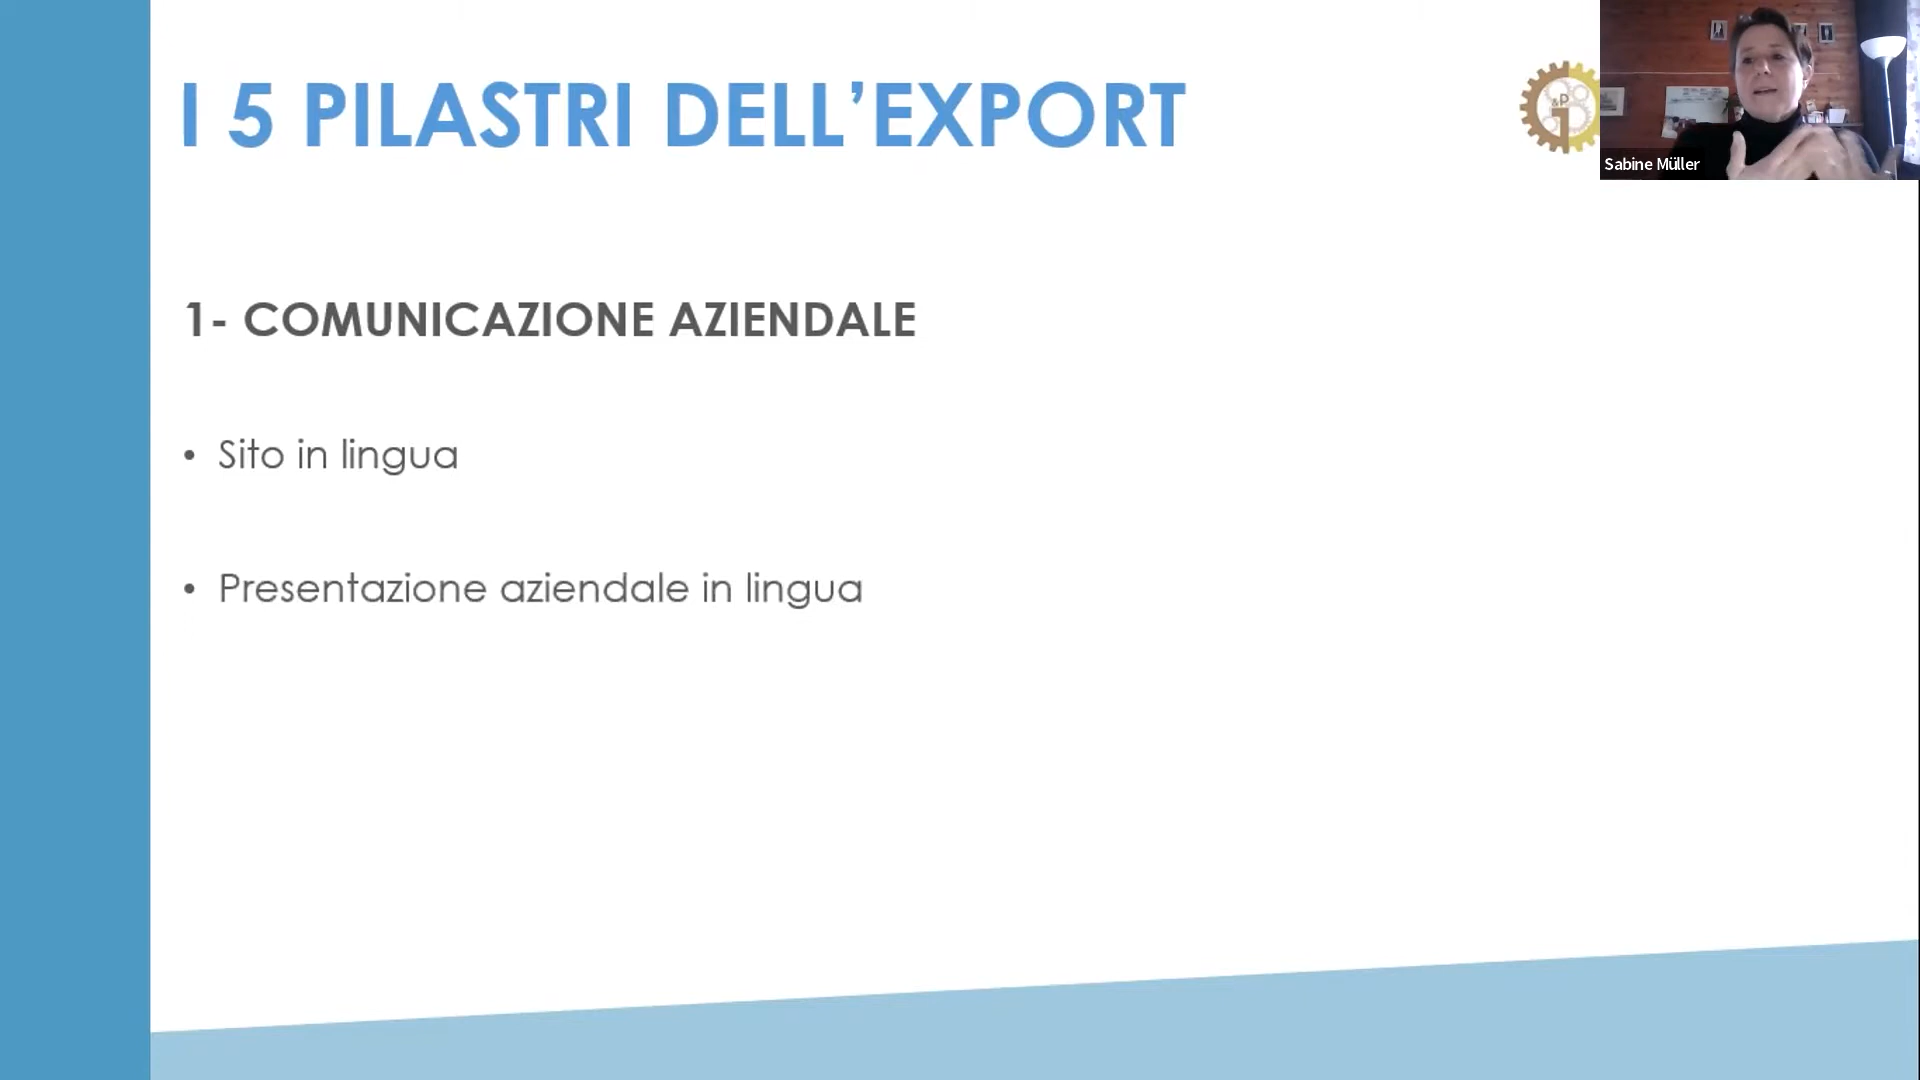 I 5 PILASTRI DELL’EXPORT
&P
Sabine Müller
1- COMUNICAZIONE AZIENDALE
• Sito in lingua
• Presentazione aziendale in lingua